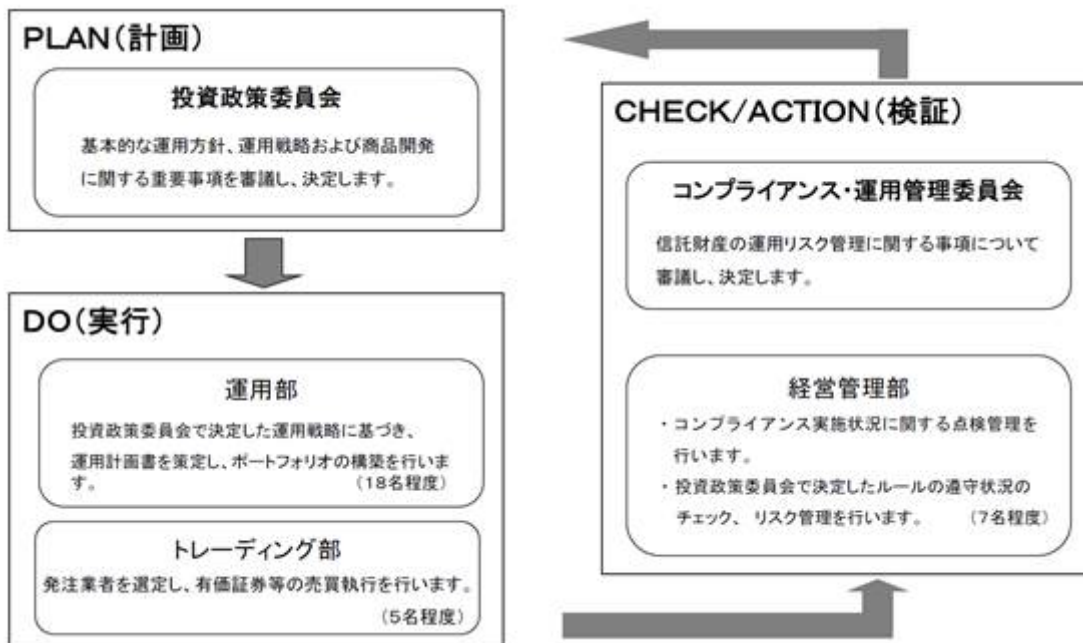 PLAN(計画)
投資政策委員会
基本的な運用方針、運用戦略および商品開発
に関する重要事項を審議し、決定します。
DO(実行)
運用部
投資政策委員会で決定した運用戦略に基づき、
運用計画書を策定し、ポートフォリオの構築を行いま
す。 (18名程度)
トレーディング部
発注業者を選定し、有価証券等の売買執行を行います。
(5名程度)
CHECK/ACTION(検証)
コンプライアンス・運用管理委員会
信託財産の運用リスク管理に関する事項について
審議し、決定します。
経営管理部
・コンプライアンス実施状況に関する点検管理を
行います。
・投資政策委員会で決定したルールの遵守状況の
チェック、リスク管理を行います。 (7名程度)